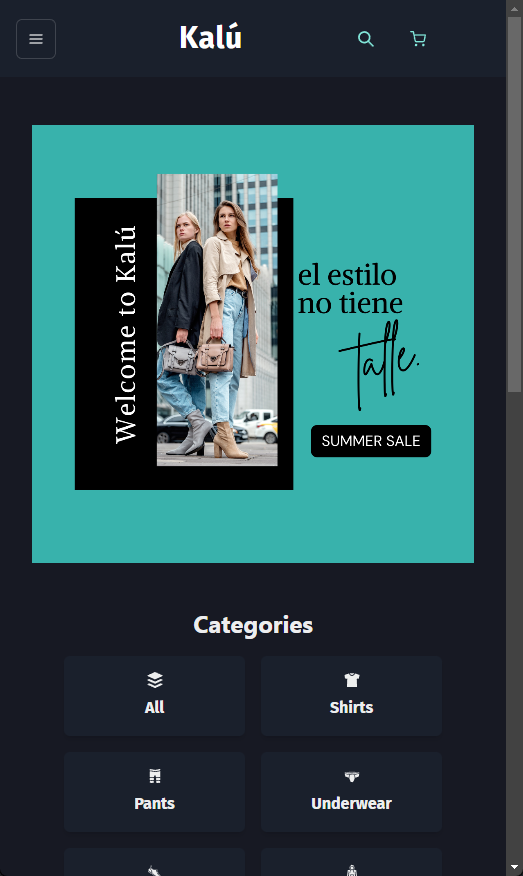 Kalú
Welcome to Kalú
el estilo
no tiene
talle.
SUMMER SALE
Categories
All
Shirts
Pants
Underwear